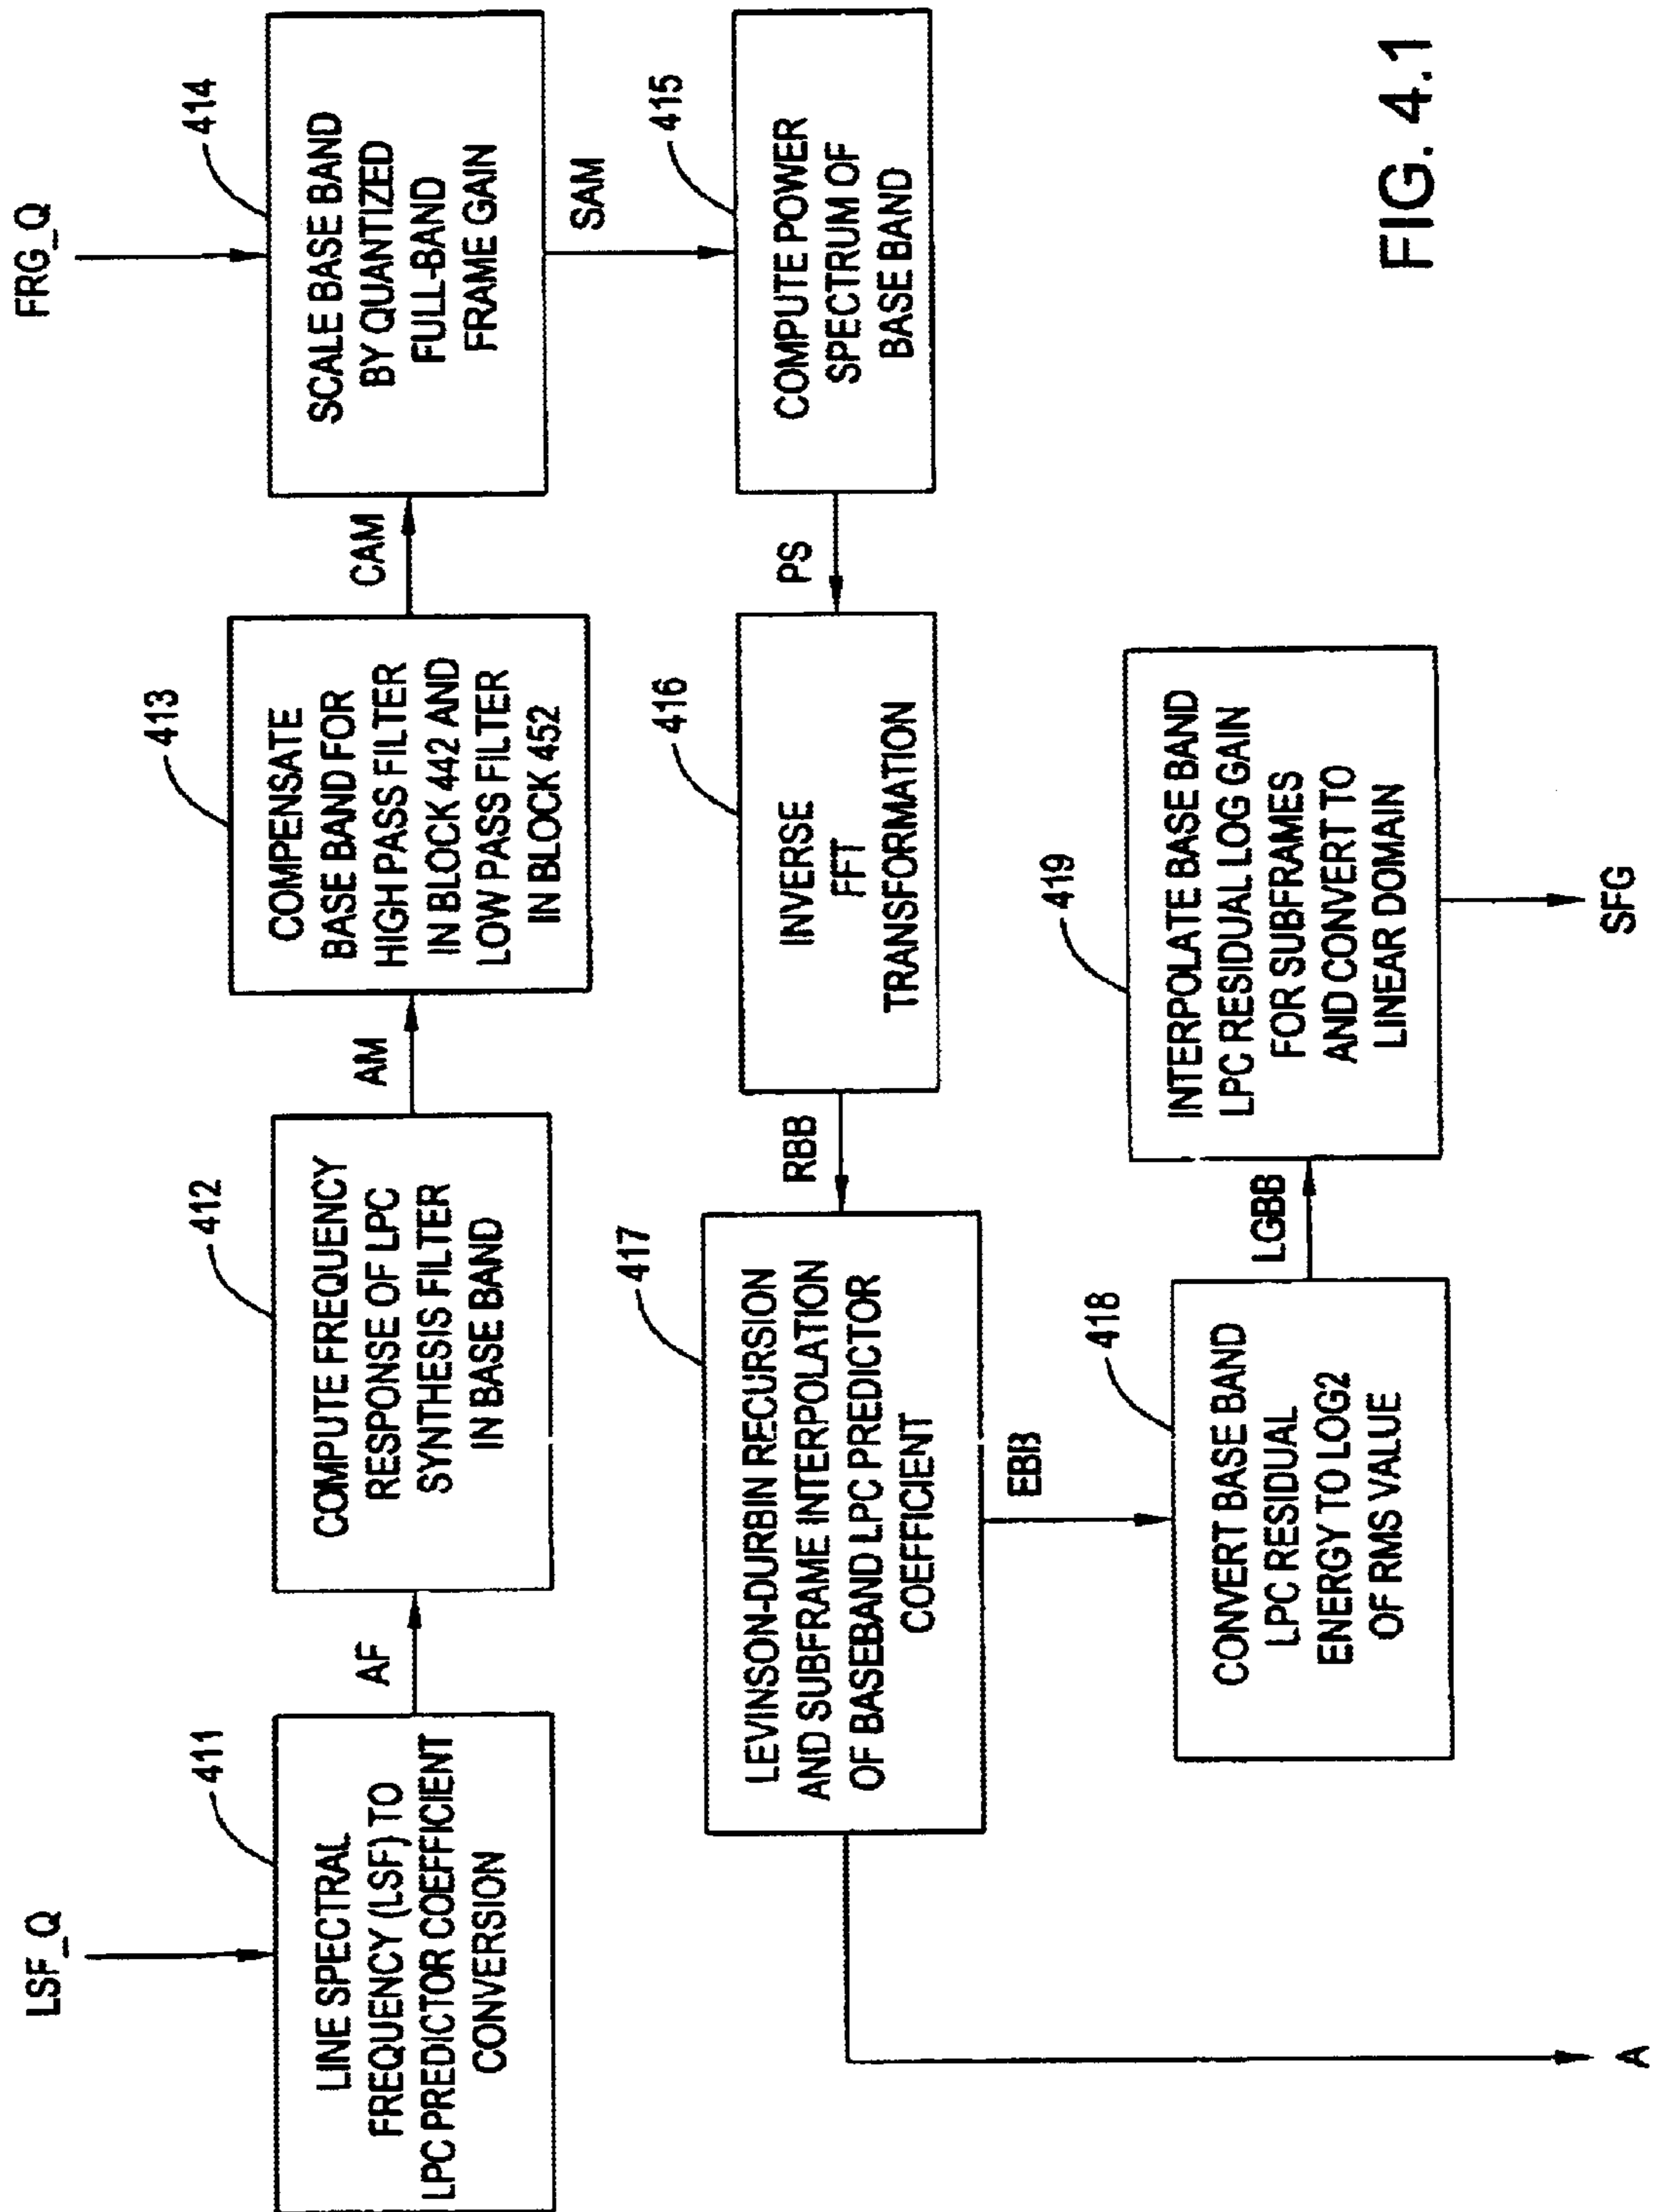 LSF_Q
411
LINE SPECTRAL
FREQUENCY (LSF) TO
LPC PREDICTOR COEFFICIENT
CONVERSION
AF
412
COMPUTE FREQUENCY
RESPONSE OF LPC
SYNTHESIS FILTER
IN BASE BAND
AM
413
COMPENSATE
BASE BAND FOR
HIGH PASS FILTER
IN BLOCK 442 AND
LOW PASS FILTER
IN BLOCK 452
CAM
FRG_Q
414
SCALE BASE BAND
BY QUANTIZED
FULL-BAND
FRAME GAIN
SAM
415
COMPUTE POWER
SPECTRUM OF
BASE BAND
PS
416
INVERSE
FFT
TRANSFORMATION
RBB
417
LEVINSON-DURBIN RECURSION
AND SUBFRAME INTERPOLATION
OF BASEBAND LPC PREDICTOR
COEFFICIENT
A
EBB
418
CONVERT BASE BAND
LPC RESIDUAL
ENERGY TO LOG2
OF RMS VALUE
LGBB
419
INTERPOLATE BASE BAND
LPC RESIDUAL LOG GAIN
FOR SUBFRAMES
AND CONVERT TO
LINEAR DOMAIN
SFG
FIG. 4.1